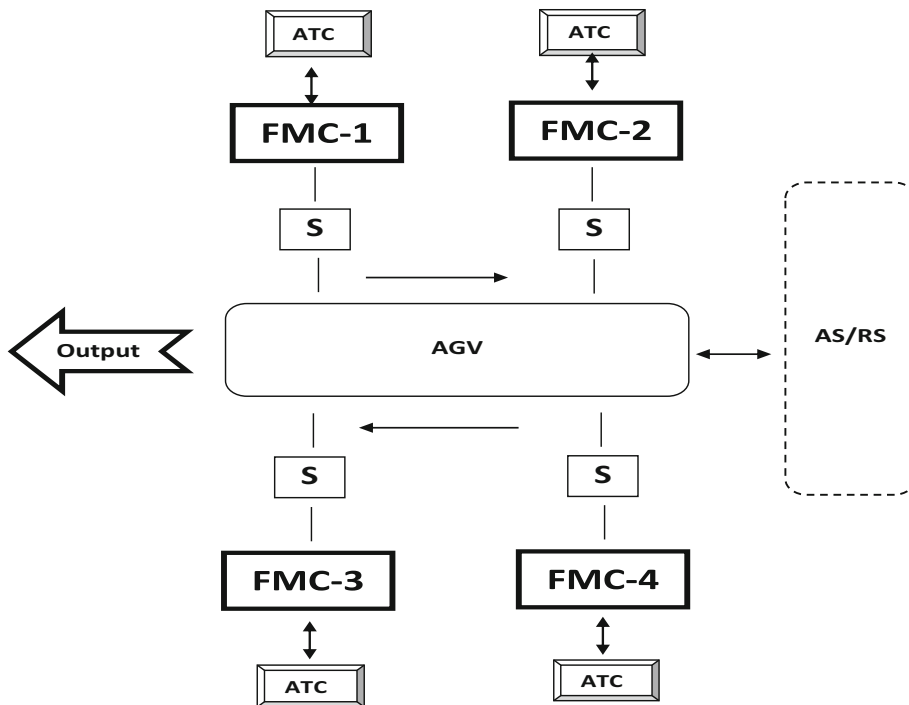 ATC
ATC
FMC-1
FMC-2
S
S
Output
AGV
AS/RS
S
S
FMC-3
FMC-4
ATC
ATC